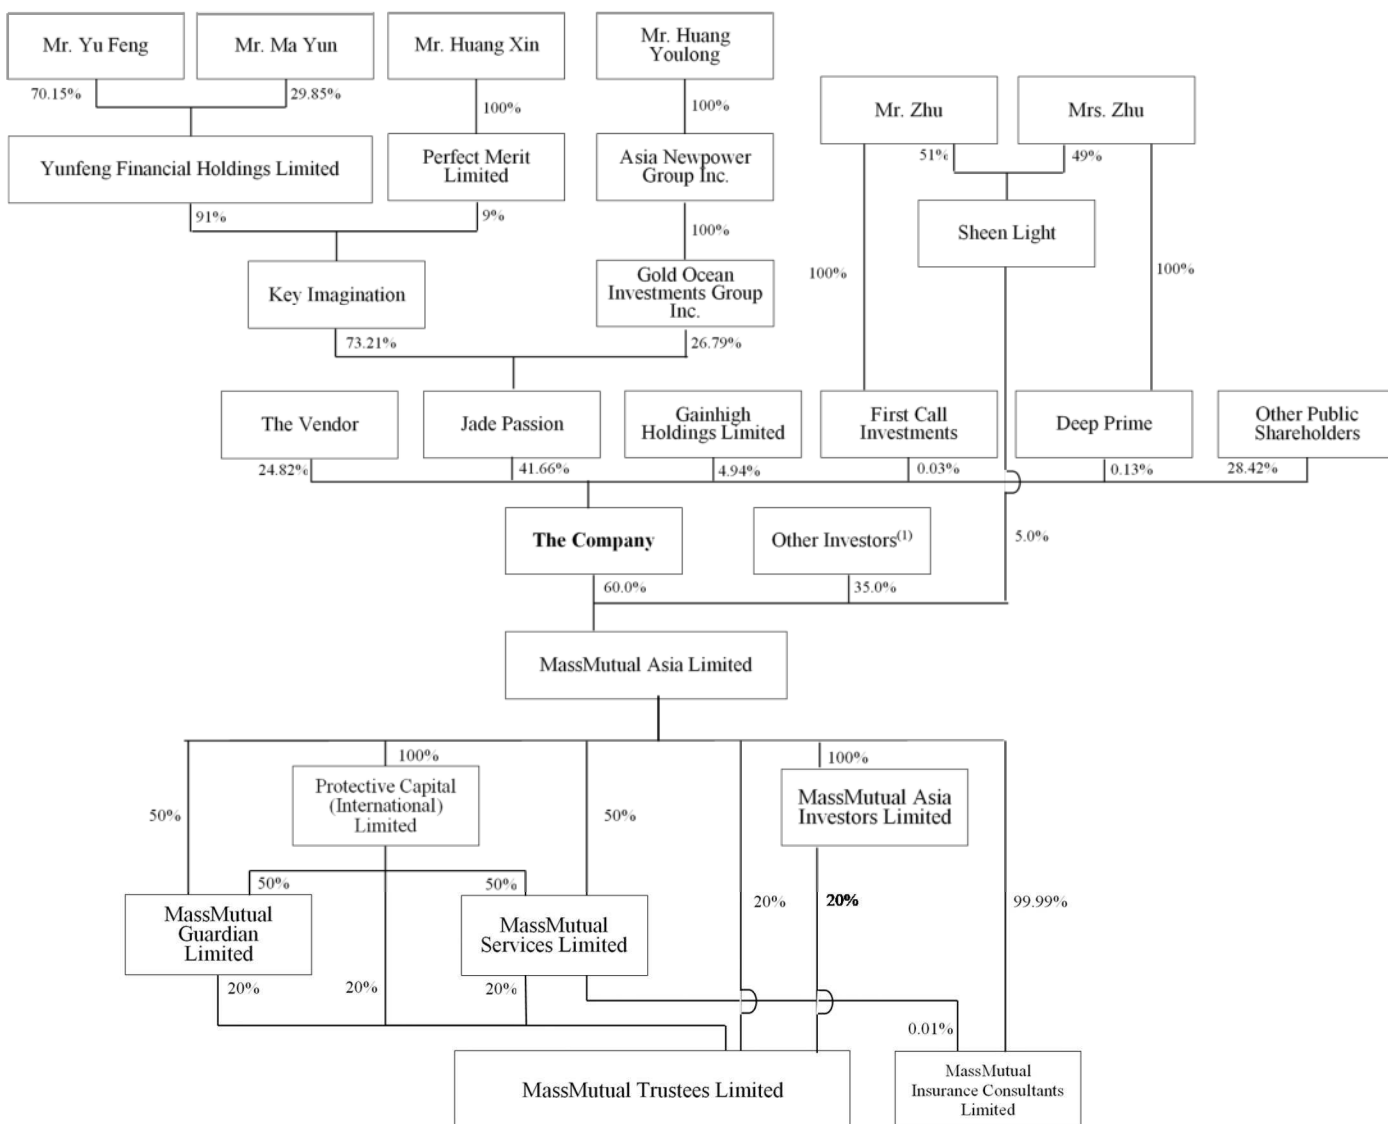 Mr. Yu Feng
Mr. Ma Yun
Mr. Huang Xin
Mr. Huang
Youlong
70.15%
29.85%
100%
100%
Mr. Zhu
Mrs. Zhu
Yunfeng Financial Holdings Limited
Perfect Merit
Limited
Asia Newpower
Group Inc.
51%
49%
91%
9%
100%
Sheen Light
Key Imagination
Gold Ocean
Investments Group
Inc.
100%
100%
73.21%
26.79%
The Vendor
Jade Passion
Gainhigh
Holdings Limited
First Call
Investments
Deep Prime
Other Public
Shareholders
24.82%
41.66%
4.94%
0.03%
0.13%
28.42%
The Company
Other Investors(1)
5.0%
60.0%
35.0%
MassMutual Asia Limited
100%
100%
Protective Capital
(International)
Limited
MassMutual Asia
Investors Limited
50%
50%
50%
50%
20%
20%
99.99%
MassMutual
Guardian
Limited
MassMutual
Services Limited
20%
20%
20%
0.01%
MassMutual Trustees Limited
MassMutual
Insurance Consultants
Limited